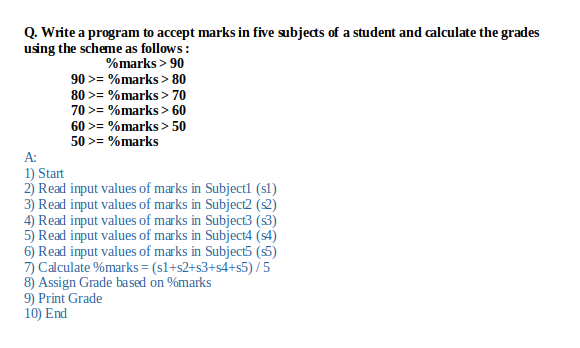 Q. Write a program to accept marks in five subjects of a student and calculate the grades
using the scheme as follows :
%marks > 90
90 >= %marks > 80
80 >= %marks > 70
70 >= %marks > 60
60 >= %marks > 50
50 >= %marks
A:
1) Start
2) Read input values of marks in Subject1 (s1)
3) Read input values of marks in Subject2 (s2)
4) Read input values of marks in Subject3 (s3)
5) Read input values of marks in Subject4 (s4)
6) Read input values of marks in Subject5 (s5)
7) Calculate %marks = (s1+s2+s3+s4+s5) / 5
8) Assign Grade based on %marks
9) Print Grade
10) End